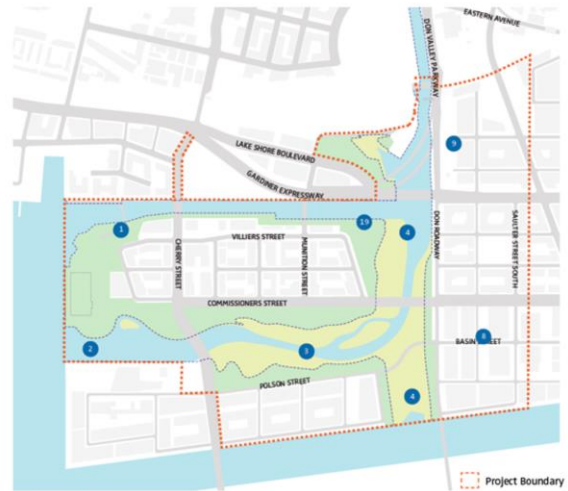 EASTERN AVENUE
DON VALLEY PARKWAY
9
LAKE SHORE BOULEVARD
GARDINER EXPRESSWAY
1
19
4
VILLIERS STREET
CHERRY STREET
MUNITION STREET
DON ROADWAY
SAULTER STREET SOUTH
COMMISSIONERS STREET
8
BASIN STREET
2
3
POLSON STREET
4
Project Boundary